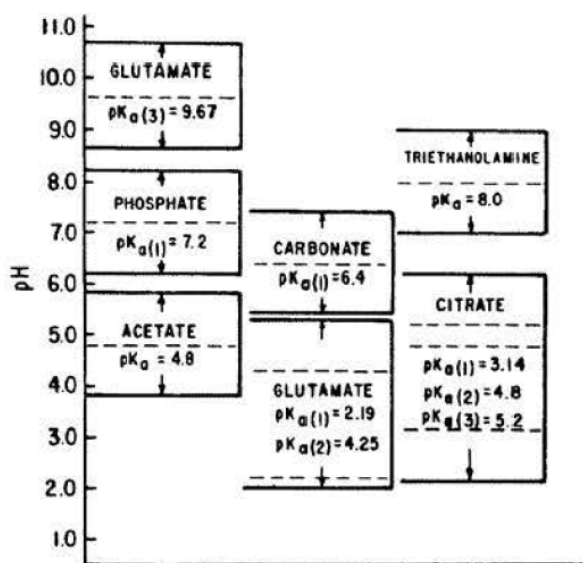 11.0
10.0
9.0
8.0
7.0
6.0
5.0
4.0
3.0
2.0
1.0
pH
GLUTAMATE
pKa(3) = 9.67
PHOSPHATE
pKa(1) = 7.2
ACETATE
pKa = 4.8
CARBONATE
pKa(1) = 6.4
GLUTAMATE
pKa(1) = 2.19
pKa(2) = 4.25
TRIETHANOLAMINE
pKa = 8.0
CITRATE
pKa(1) = 3.14
pKa(2) = 4.8
pKa(3) = 5.2